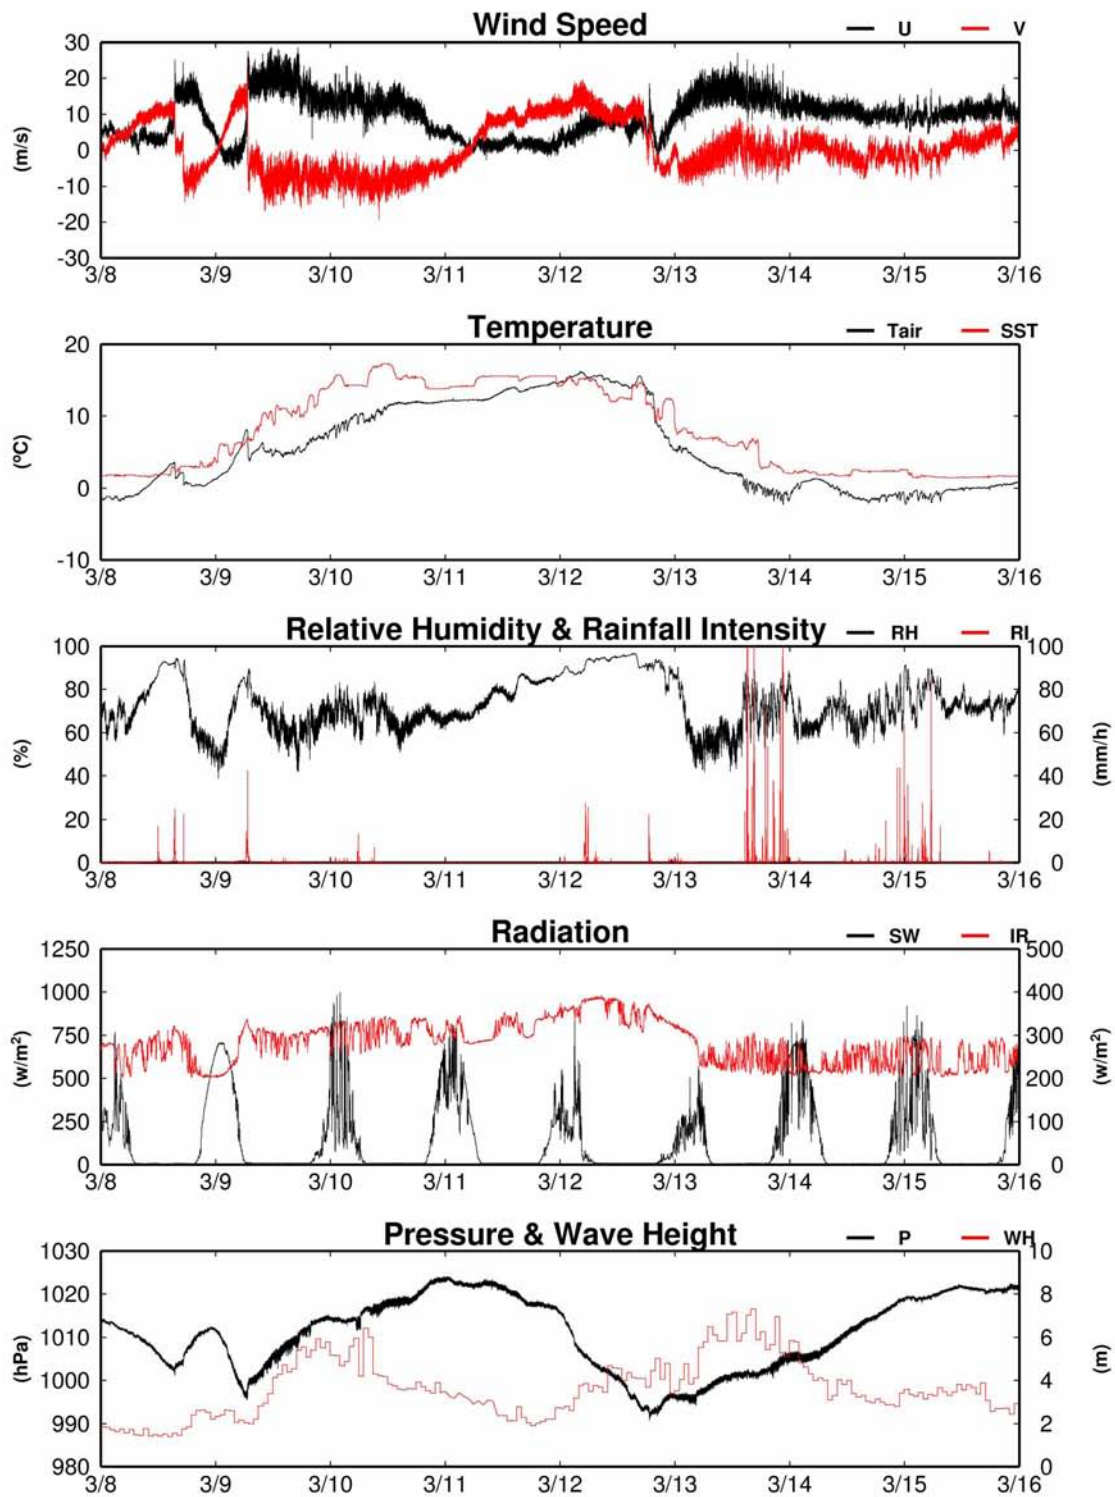 Wind Speed
U V
30
20
10
0
-10
-20
-30
(m/s)
3/8 3/9 3/10 3/11 3/12 3/13 3/14 3/15 3/16
Temperature
Tair SST
20
10
0
-10
(ºC)
3/8 3/9 3/10 3/11 3/12 3/13 3/14 3/15 3/16
Relative Humidity & Rainfall Intensity
RH RI
100 100
80 80
60 60
40 40
20 20
0 0
(%) (mm/h)
3/8 3/9 3/10 3/11 3/12 3/13 3/14 3/15 3/16
Radiation
SW IR
1250 500
1000 400
750 300
500 200
250 100
0 0
(w/m²) (w/m²)
3/8 3/9 3/10 3/11 3/12 3/13 3/14 3/15 3/16
Pressure & Wave Height
P WH
1030 10
1020 8
1010 6
1000 4
990 2
980 0
(hPa) (m)
3/8 3/9 3/10 3/11 3/12 3/13 3/14 3/15 3/16